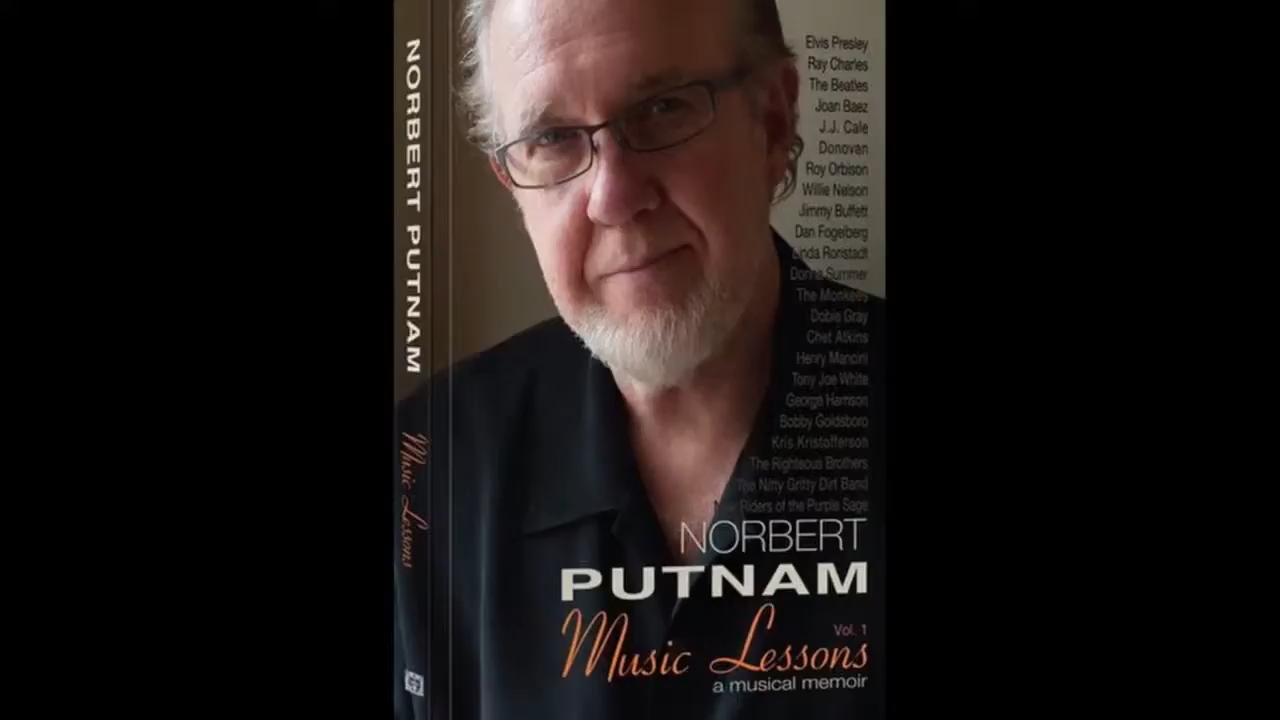 NORBERT PUTNAM
Music Lessons
Elvis Presley
Ray Charles
The Beatles
Joan Baez
J.J. Cale
Donovan
Roy Orbison
Willie Nelson
Jimmy Buffett
Dan Fogelberg
Linda Ronstadt
Donna Summer
The Monkees
Dobie Gray
Chet Atkins
Henry Mancini
Tony Joe White
George Harrison
Bobby Goldsboro
Kris Kristofferson
The Righteous Brothers
The Nitty Gritty Dirt Band
New Riders of the Purple Sage
NORBERT
PUTNAM
Vol. 1
Music Lessons
a musical memoir